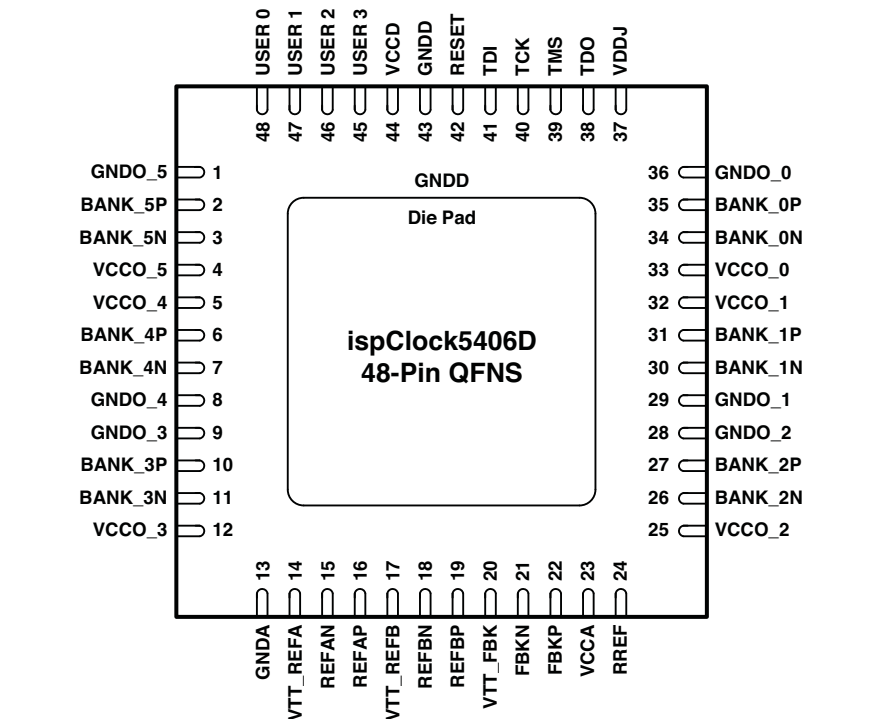 USER 0
USER 1
USER 2
USER 3
VCCD
GNDD
RESET
TDI
TCK
TMS
TDO
VDDJ
48
47
46
45
44
43
42
41
40
39
38
37
GNDO_5 1
BANK_5P 2
BANK_5N 3
VCCO_5 4
VCCO_4 5
BANK_4P 6
BANK_4N 7
GNDO_4 8
GNDO_3 9
BANK_3P 10
BANK_3N 11
VCCO_3 12
GNDD
Die Pad
ispClock5406D
48-Pin QFNS
36 GNDO_0
35 BANK_0P
34 BANK_0N
33 VCCO_0
32 VCCO_1
31 BANK_1P
30 BANK_1N
29 GNDO_1
28 GNDO_2
27 BANK_2P
26 BANK_2N
25 VCCO_2
13
14
15
16
17
18
19
20
21
22
23
24
GNDA
VTT_REFA
REFAN
REFAP
VTT_REFB
REFBN
REFBP
VTT_FBK
FBKN
FBKP
VCCA
RREF